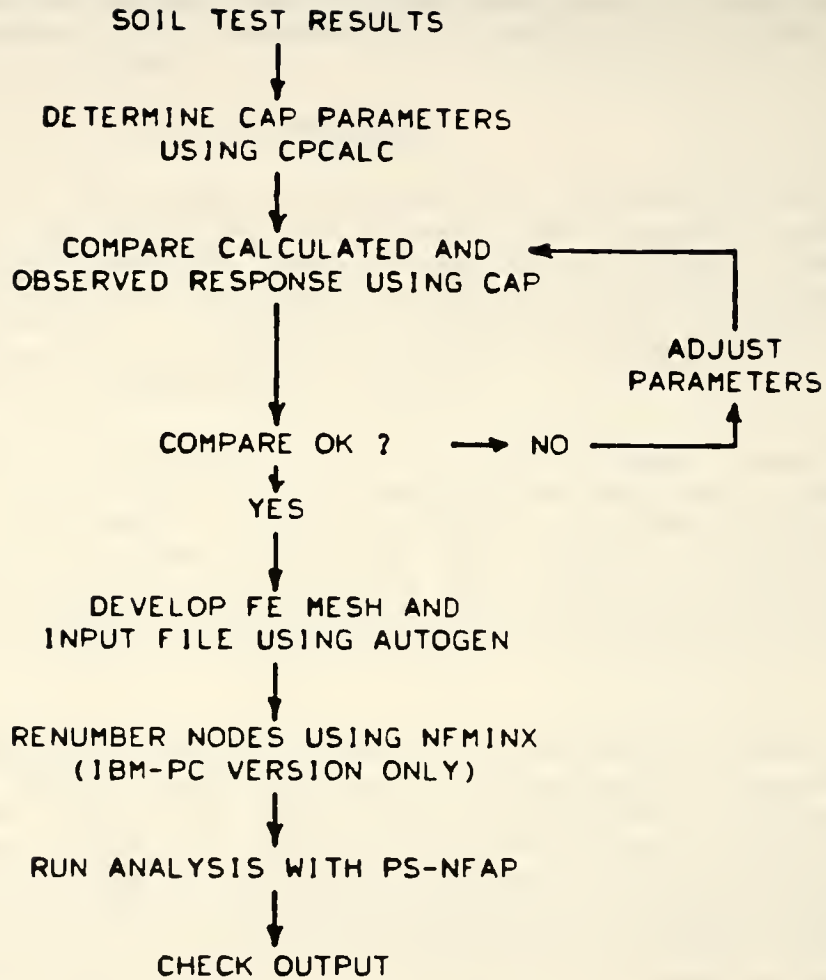 SOIL TEST RESULTS
DETERMINE CAP PARAMETERS
USING CPCALC
COMPARE CALCULATED AND
OBSERVED RESPONSE USING CAP
ADJUST
PARAMETERS
COMPARE OK ?
NO
YES
DEVELOP FE MESH AND
INPUT FILE USING AUTOGEN
RENUMBER NODES USING NFMINX
(IBM-PC VERSION ONLY)
RUN ANALYSIS WITH PS-NFAP
CHECK OUTPUT